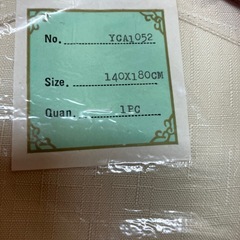 No. YCA1052
Size. 140X180CM
Quan. 1PC